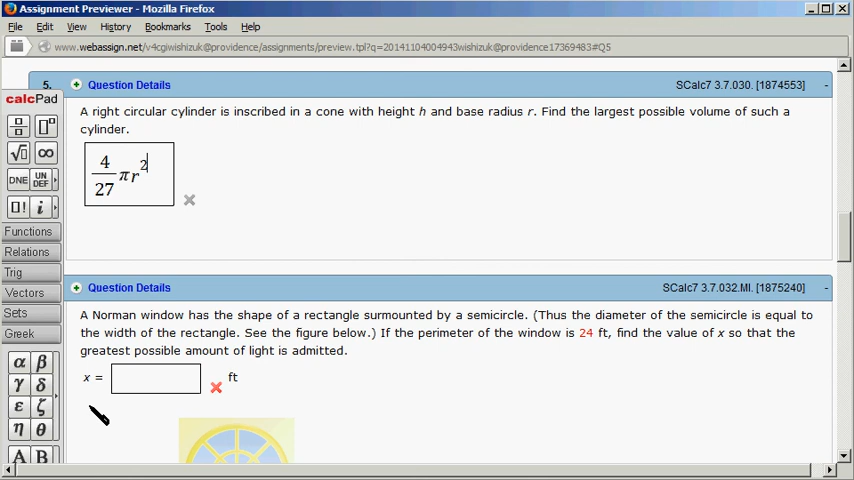 Assignment Previewer - Mozilla Firefox
File Edit View History Bookmarks Tools Help
www.webassign.net/v4cgiwishizuk@providence/assignments/preview.tpl?q=20141104004943wishizuk@providence17369483#Q5
5. Question Details SCalc7 3.7.030. [1874553] -
calcPad
A right circular cylinder is inscribed in a cone with height h and base radius r. Find the largest possible volume of such a
cylinder.
4/27 πr²
√ ∞
DNE UN DEF
[]! i
Functions
Relations
Trig
Vectors
Sets
Greek
α β
γ δ
ε ζ
η θ
A B
Question Details SCalc7 3.7.032.MI. [1875240] -
A Norman window has the shape of a rectangle surmounted by a semicircle. (Thus the diameter of the semicircle is equal to
the width of the rectangle. See the figure below.) If the perimeter of the window is 24 ft, find the value of x so that the
greatest possible amount of light is admitted.
x = ft